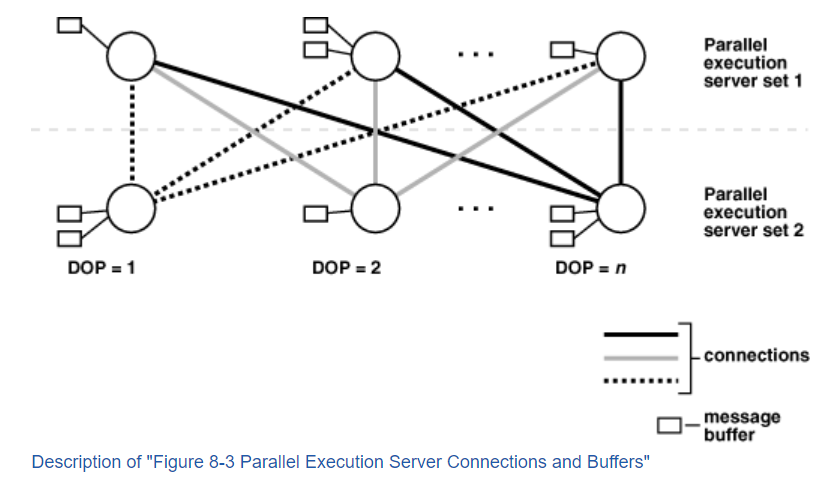 Parallel
execution
server set 1
. . .
Parallel
execution
server set 2
. . .
DOP = 1
DOP = 2
DOP = n
connections
message
buffer
Description of "Figure 8-3 Parallel Execution Server Connections and Buffers"